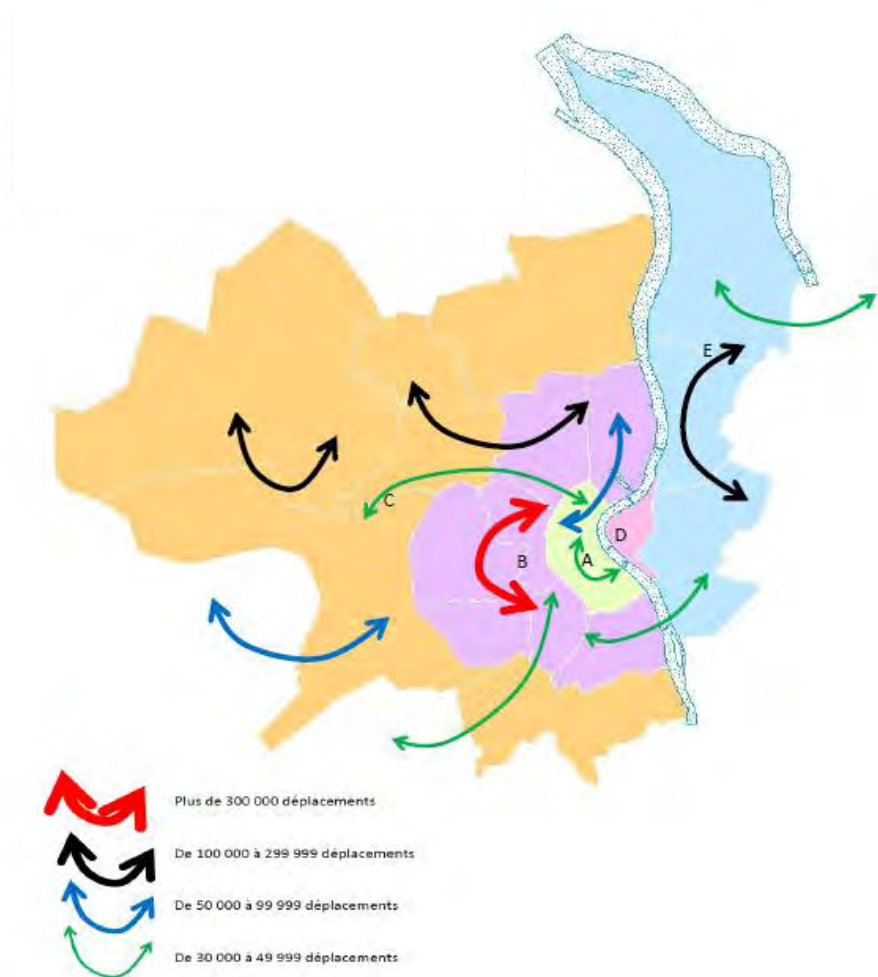 E
C
D
B
A
Plus de 300 000 déplacements
De 100 000 à 299 999 déplacements
De 50 000 à 99 999 déplacements
De 30 000 à 49 999 déplacements